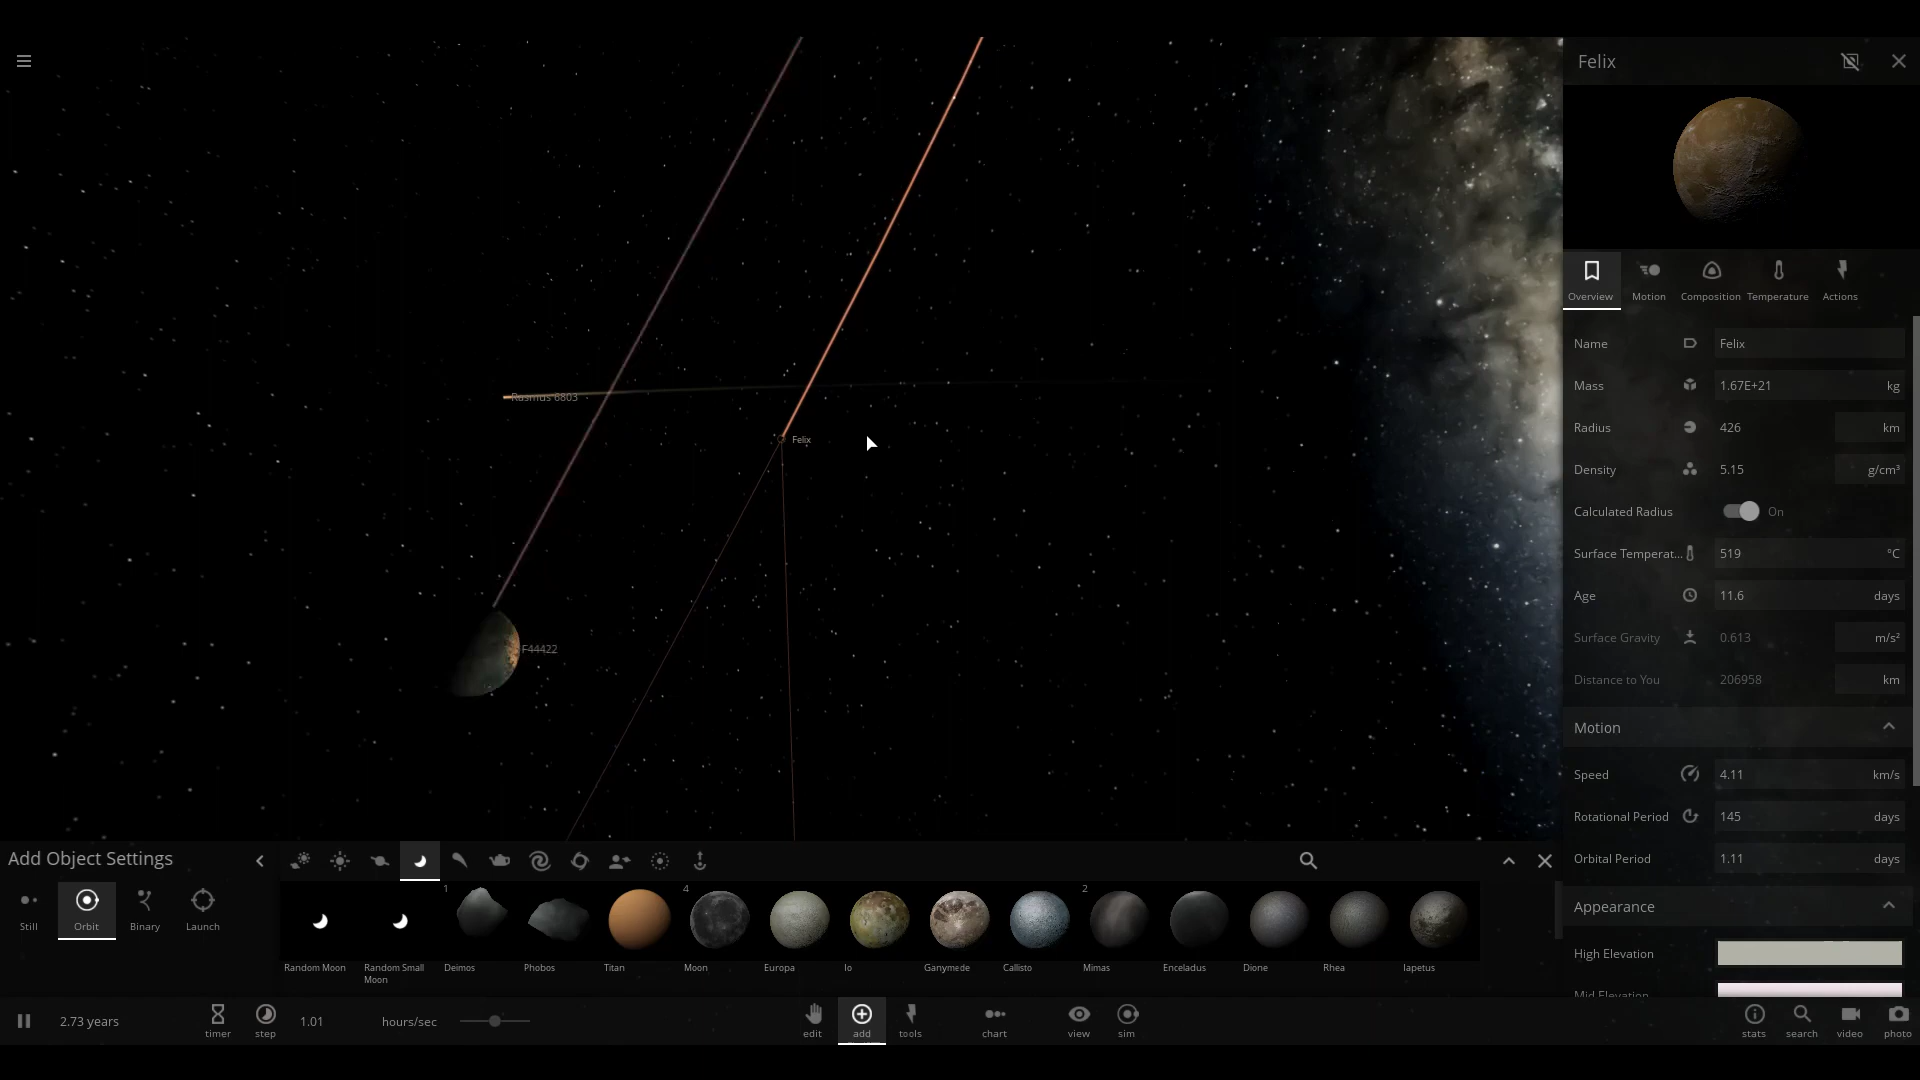 Felix
Overview
Motion
Composition
Temperature
Actions
Name
Felix
Mass
1.67E+21
kg
Radius
426
km
Density
5.15
g/cm³
Calculated Radius
On
Surface Temperat...
519
°C
Age
11.6
days
Surface Gravity
0.613
m/s²
Distance to You
206958
km
Motion
Speed
4.11
km/s
Rotational Period
145
days
Orbital Period
1.11
days
Appearance
High Elevation
Mid Elevation
Rasmus 6803
Felix
F44422
Add Object Settings
Still
Orbit
Binary
Launch
1
4
2
Random Moon
Random Small
Moon
Deimos
Phobos
Titan
Moon
Europa
Io
Ganymede
Callisto
Mimas
Enceladus
Dione
Rhea
Iapetus
2.73 years
timer
step
1.01
hours/sec
edit
add
tools
chart
view
sim
stats
search
video
photo